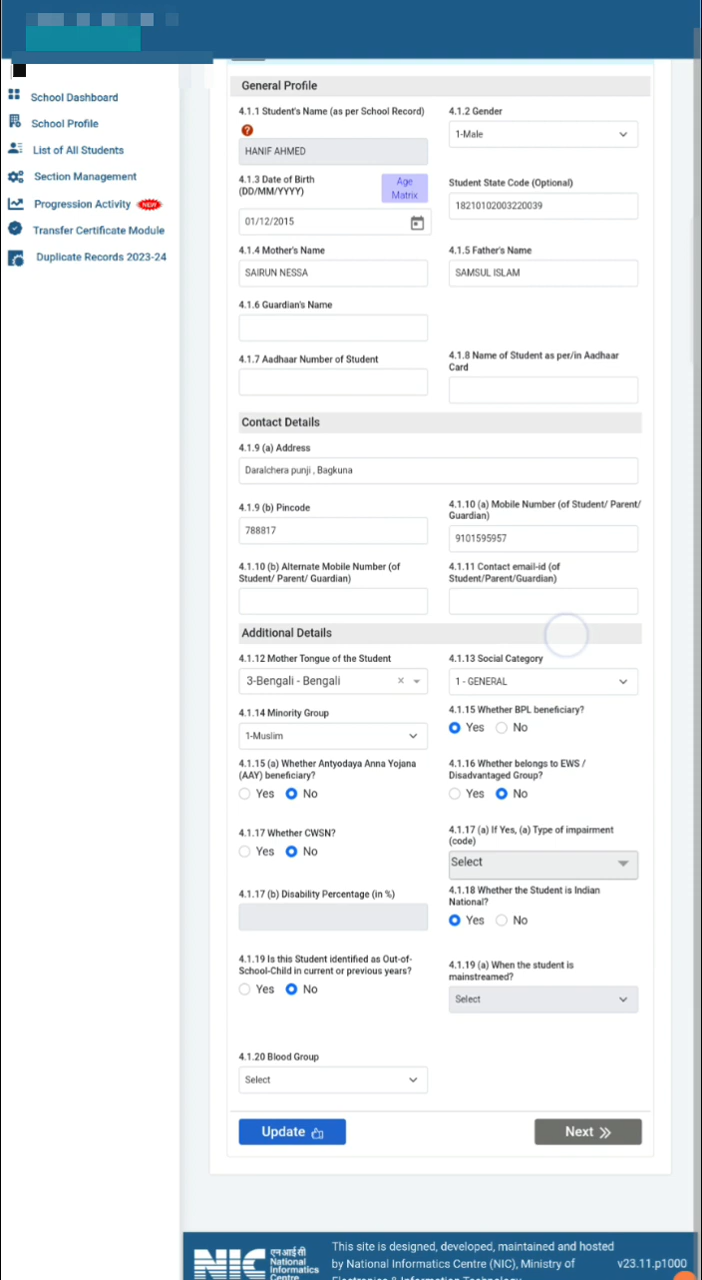 School Dashboard
School Profile
List of All Students
Section Management
Progression Activity NEW
Transfer Certificate Module
Duplicate Records 2023-24
General Profile
4.1.1 Student's Name (as per School Record)
?
HANIF AHMED
4.1.2 Gender
1-Male
4.1.3 Date of Birth
(DD/MM/YYYY)
Age
Matrix
01/12/2015
Student State Code (Optional)
18210102003220039
4.1.4 Mother's Name
SAIRUN NESSA
4.1.5 Father's Name
SAMSUL ISLAM
4.1.6 Guardian's Name
4.1.7 Aadhaar Number of Student
4.1.8 Name of Student as per/in Aadhaar
Card
Contact Details
4.1.9 (a) Address
Daralchera punji , Bagkuna
4.1.9 (b) Pincode
788817
4.1.10 (a) Mobile Number (of Student/ Parent/
Guardian)
9101595957
4.1.10 (b) Alternate Mobile Number (of
Student/ Parent/ Guardian)
4.1.11 Contact email-id (of
Student/Parent/Guardian)
Additional Details
4.1.12 Mother Tongue of the Student
3-Bengali - Bengali ×
4.1.13 Social Category
1 - GENERAL
4.1.14 Minority Group
1-Muslim
4.1.15 Whether BPL beneficiary?
Yes No
4.1.15 (a) Whether Antyodaya Anna Yojana
(AAY) beneficiary?
Yes No
4.1.16 Whether belongs to EWS /
Disadvantaged Group?
Yes No
4.1.17 Whether CWSN?
Yes No
4.1.17 (a) If Yes, (a) Type of impairment
(code)
Select
4.1.17 (b) Disability Percentage (in %)
4.1.18 Whether the Student is Indian
National?
Yes No
4.1.19 Is this Student identified as Out-of-
School-Child in current or previous years?
Yes No
4.1.19 (a) When the student is
mainstreamed?
Select
4.1.20 Blood Group
Select
Update
Next
NIC
एनआईसी
National
Informatics
Centre
This site is designed, developed, maintained and hosted
by National Informatics Centre (NIC), Ministry of
Electronics & Information Technology
v23.11.p1000